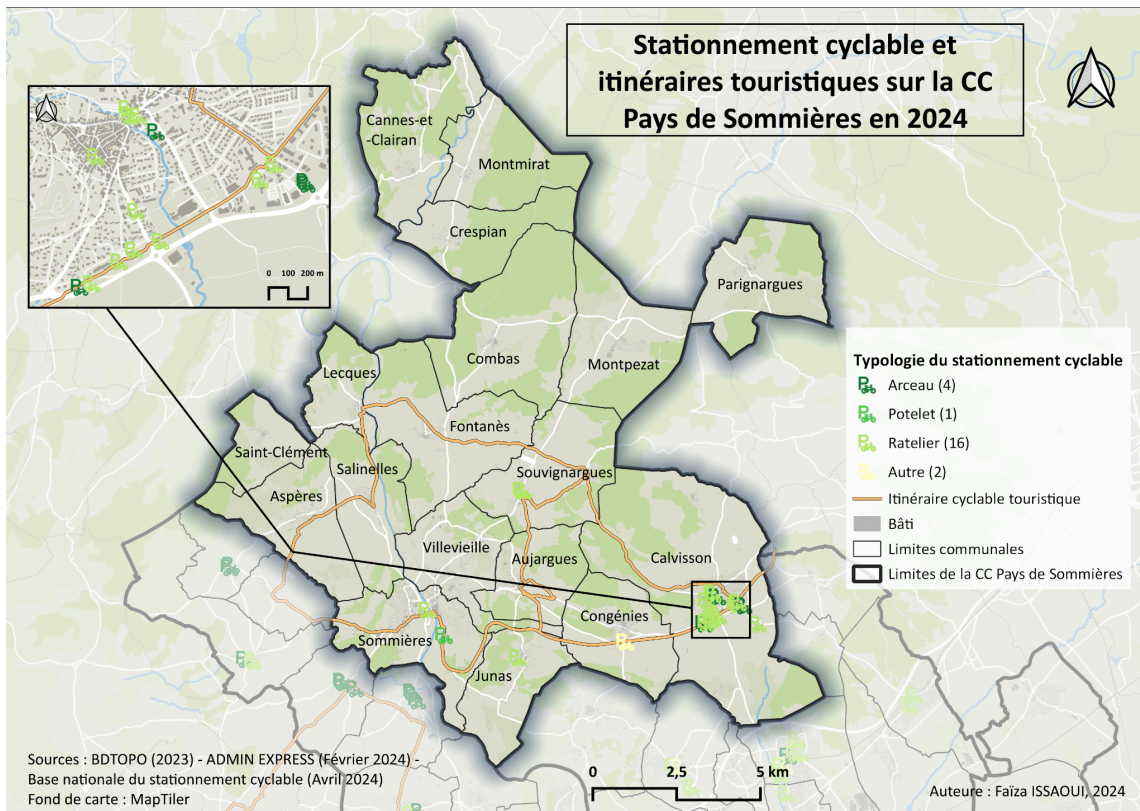 Stationnement cyclable et
itinéraires touristiques sur la CC
Pays de Sommières en 2024
0 100 200 m
Cannes-et
-Clairan
Montmirat
Crespian
Parignargues
Combas
Montpezat
Lecques
Fontanès
Saint-Clément
Salinelles
Souvignargues
Aspères
Villevieille
Aujargues
Calvisson
Congénies
Sommières
Junas
Typologie du stationnement cyclable
Arceau (4)
Potelet (1)
Ratelier (16)
Autre (2)
Itinéraire cyclable touristique
Bâti
Limites communales
Limites de la CC Pays de Sommières
Sources : BDTOPO (2023) - ADMIN EXPRESS (Février 2024) -
Base nationale du stationnement cyclable (Avril 2024)
Fond de carte : MapTiler
0 2,5 5 km
Auteure : Faïza ISSAOUI, 2024